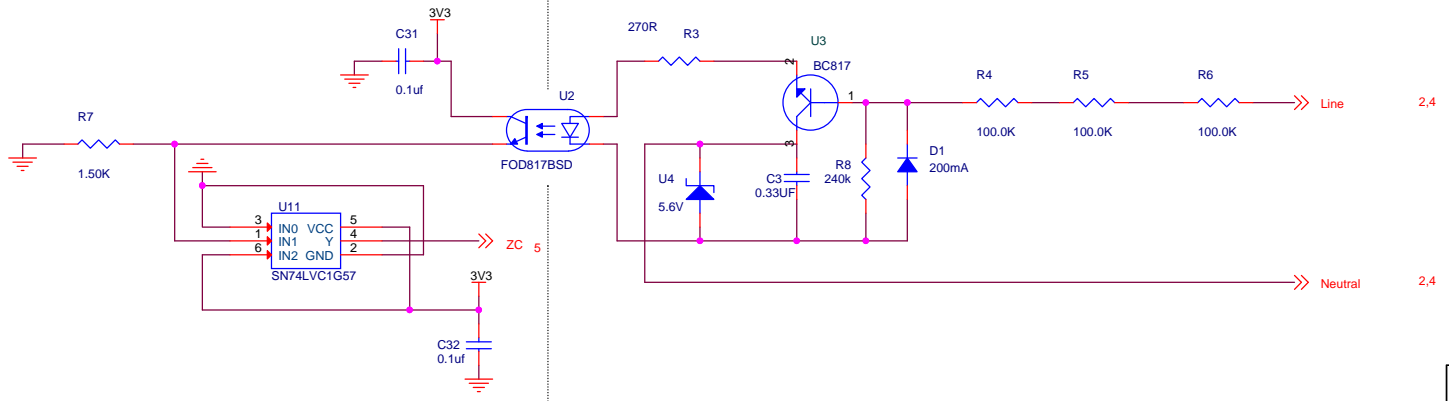 3V3
C31
0.1uf
270R
R3
U3
BC817
2
1
3
R4
R5
R6
100.0K
100.0K
100.0K
Line
2,4
U2
FOD817BSD
R7
1.50K
U4
5.6V
C3
0.33UF
R8
240k
D1
200mA
U11
3 IN0 VCC 5
1 IN1 Y 4
6 IN2 GND 2
SN74LVC1G57
ZC 5
3V3
C32
0.1uf
Neutral
2,4